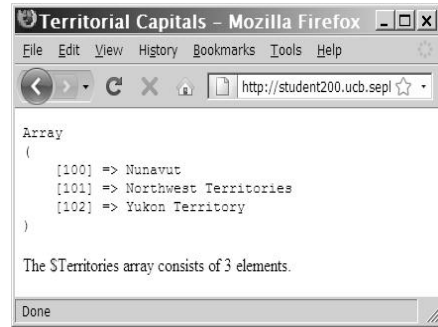 Territorial Capitals – Mozilla Firefox
File Edit View History Bookmarks Tools Help
http://student200.ucb.sepl
Array
(
[100] => Nunavut
[101] => Northwest Territories
[102] => Yukon Territory
)
The $Territories array consists of 3 elements.
Done